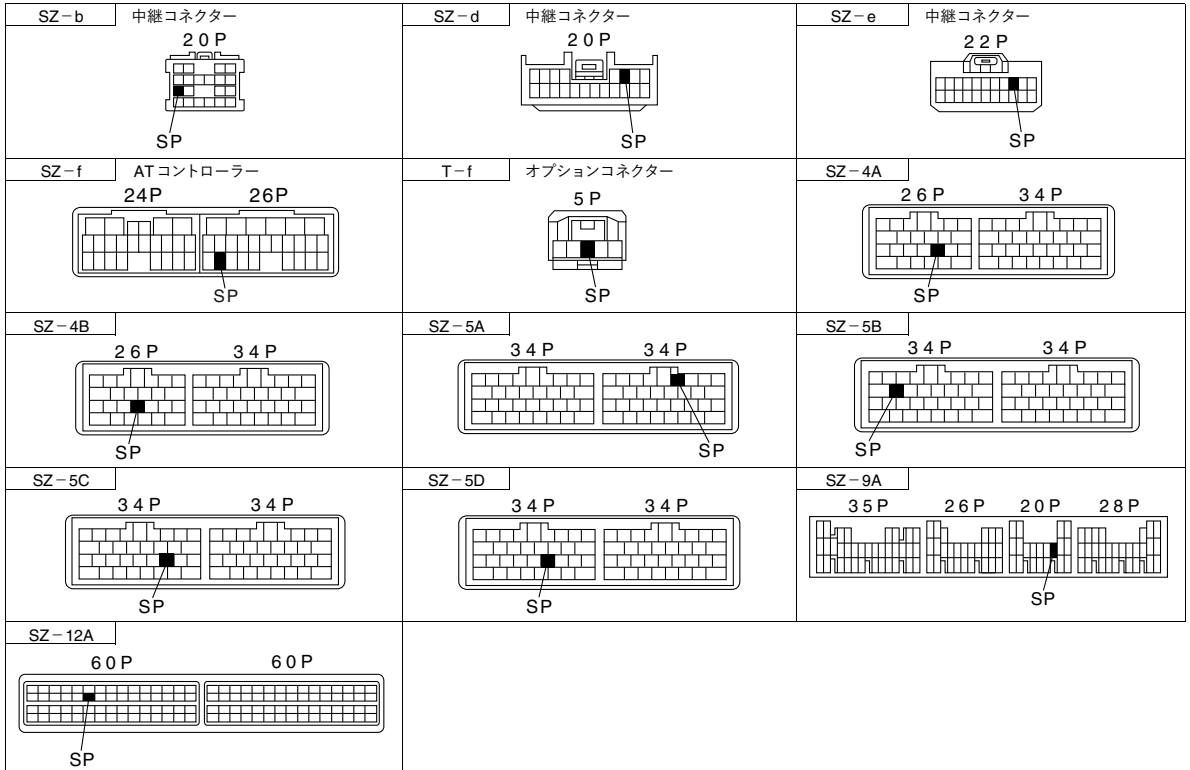 SZ−b 中継コネクター
20P
SP
SZ−d 中継コネクター
20P
SP
SZ−e 中継コネクター
22P
SP
SZ−f ATコントローラー
24P 26P
SP
T−f オプションコネクター
5P
SP
SZ−4A
26P 34P
SP
SZ−4B
26P 34P
SP
SZ−5A
34P 34P
SP
SZ−5B
34P 34P
SP
SZ−5C
34P 34P
SP
SZ−5D
34P 34P
SP
SZ−9A
35P 26P 20P 28P
SP
SZ−12A
60P 60P
SP